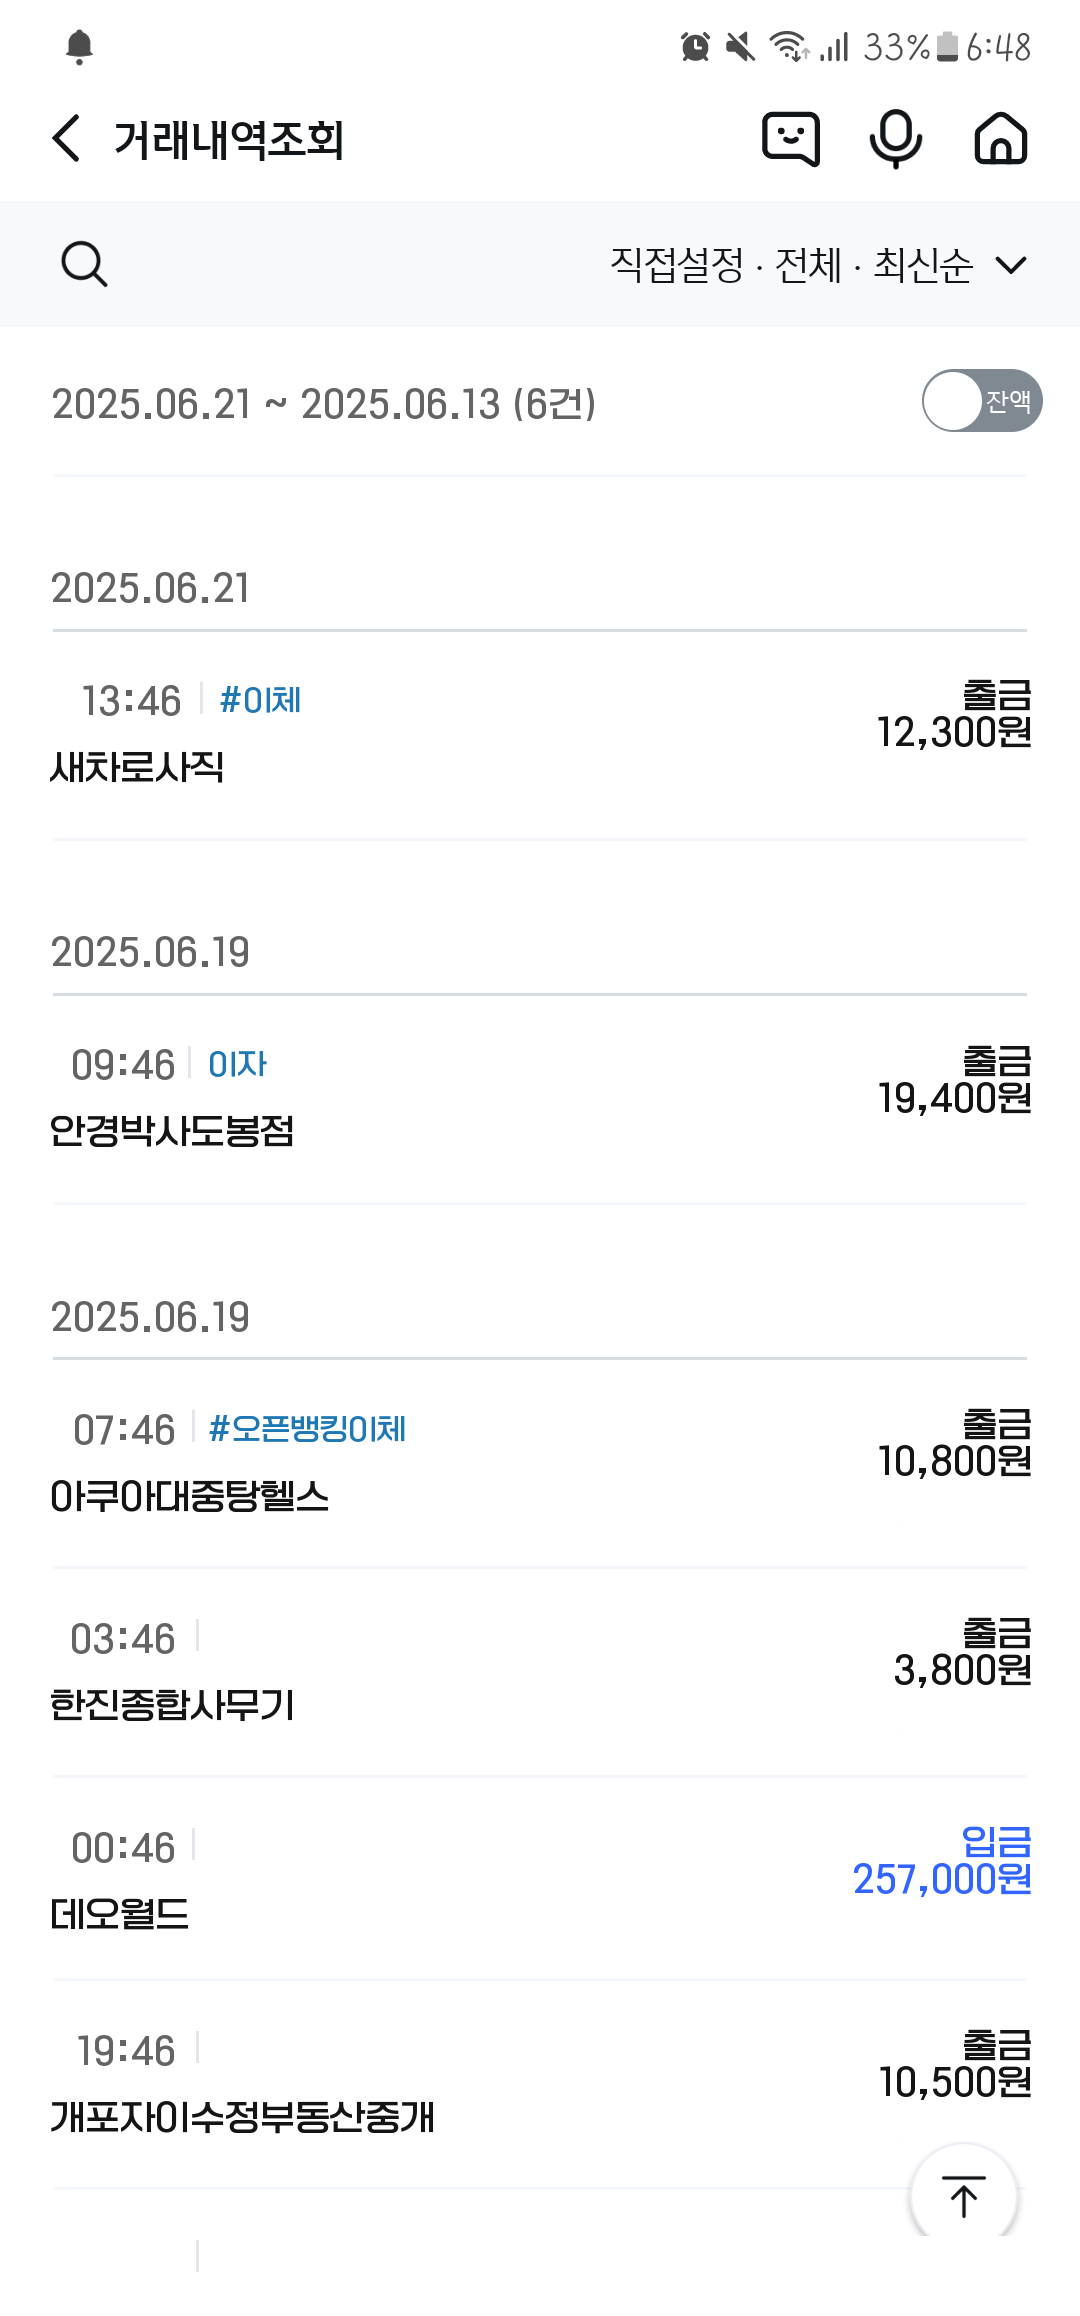 33% 6:48
거래내역조회
직접설정 · 전체 · 최신순
2025.06.21 ~ 2025.06.13 (6건)
잔액
2025.06.21
13:46 #이체
출금
12,300원
새차로사직
2025.06.19
09:46 이자
출금
19,400원
안경박사도봉점
2025.06.19
07:46 #오픈뱅킹이체
출금
10,800원
아쿠아대중탕헬스
03:46
출금
3,800원
한진종합사무기
00:46
입금
257,000원
데오월드
19:46
출금
10,500원
개포자이수정부동산중개